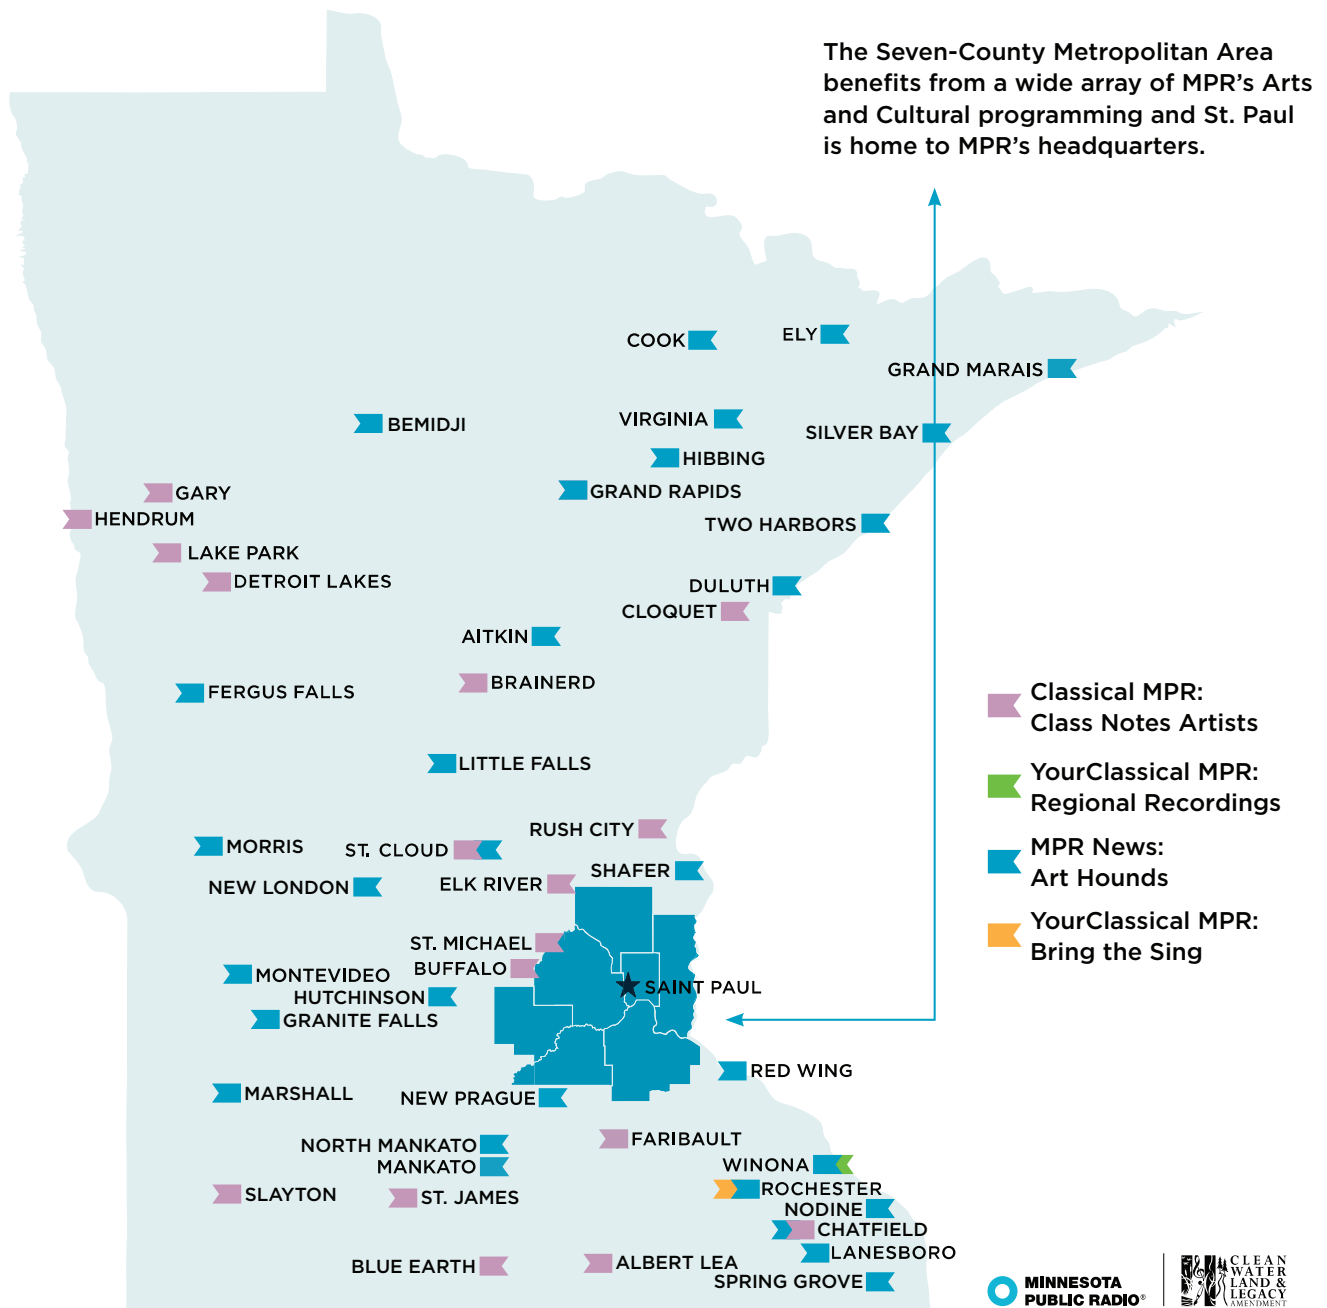 The Seven-County Metropolitan Area
benefits from a wide array of MPR's Arts
and Cultural programming and St. Paul
is home to MPR's headquarters.
COOK
ELY
GRAND MARAIS
BEMIDJI
VIRGINIA
SILVER BAY
HIBBING
GARY
GRAND RAPIDS
HENDRUM
TWO HARBORS
LAKE PARK
DETROIT LAKES
DULUTH
CLOQUET
AITKIN
BRAINERD
FERGUS FALLS
LITTLE FALLS
Classical MPR:
Class Notes Artists
YourClassical MPR:
Regional Recordings
MPR News:
Art Hounds
YourClassical MPR:
Bring the Sing
RUSH CITY
MORRIS
ST. CLOUD
SHAFER
NEW LONDON
ELK RIVER
ST. MICHAEL
BUFFALO
MONTEVIDEO
SAINT PAUL
HUTCHINSON
GRANITE FALLS
RED WING
MARSHALL
NEW PRAGUE
FARIBAULT
NORTH MANKATO
MANKATO
WINONA
SLAYTON
ST. JAMES
ROCHESTER
NODINE
CHATFIELD
LANESBORO
BLUE EARTH
ALBERT LEA
SPRING GROVE
MINNESOTA
PUBLIC RADIO®
CLEAN
WATER
LAND &
LEGACY
AMENDMENT